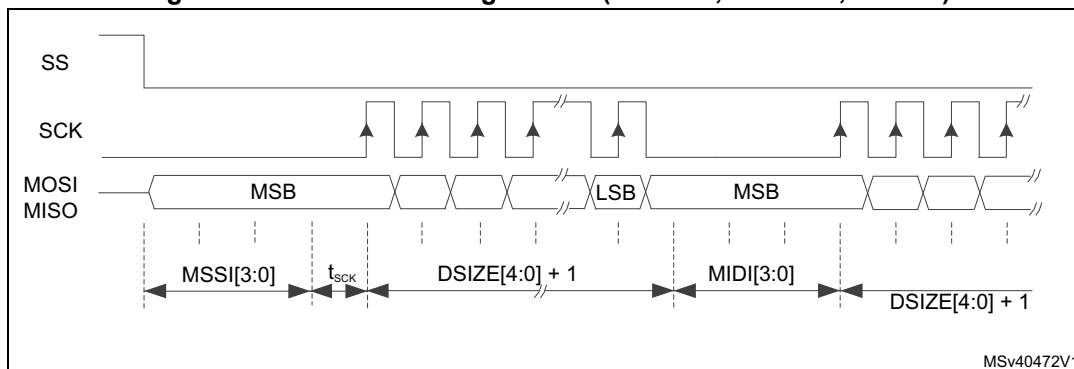 SS
SCK
MOSI
MISO
MSB
LSB
MSB
MSSI[3:0]
tSCK
DSIZE[4:0] + 1
MIDI[3:0]
DSIZE[4:0] + 1
MSv40472V1